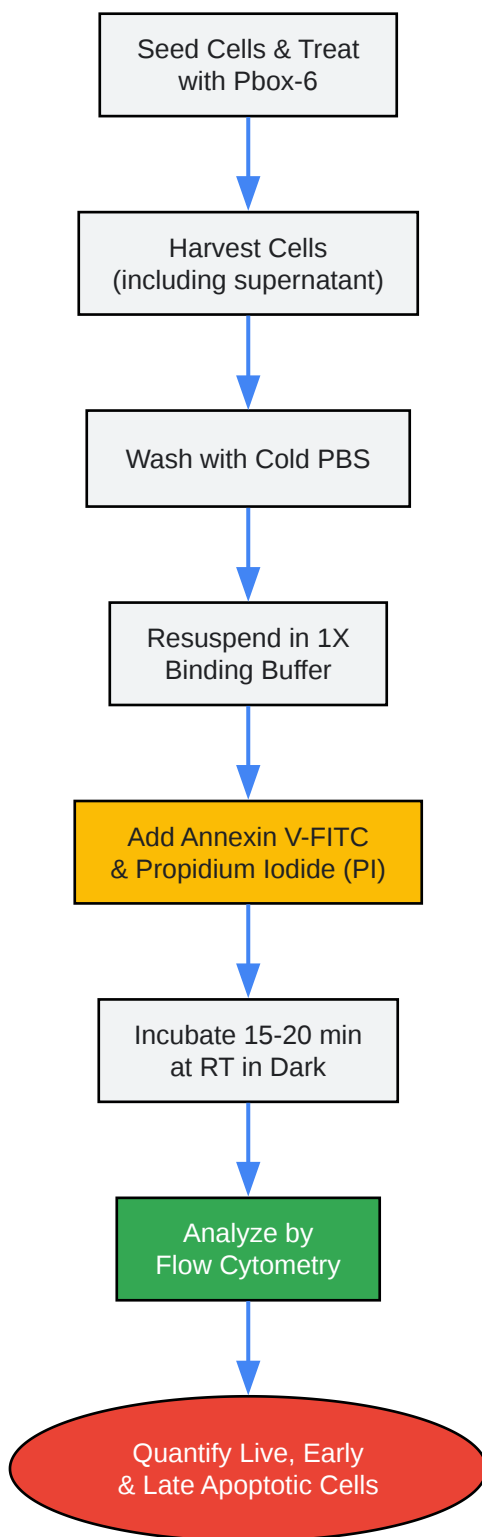 Seed Cells & Treat
with Pbox-6
Harvest Cells
(including supernatant)
Wash with Cold PBS
Resuspend in 1X
Binding Buffer
Add Annexin V-FITC
& Propidium Iodide (PI)
Incubate 15-20 min
at RT in Dark
Analyze by
Flow Cytometry
Quantify Live, Early
& Late Apoptotic Cells